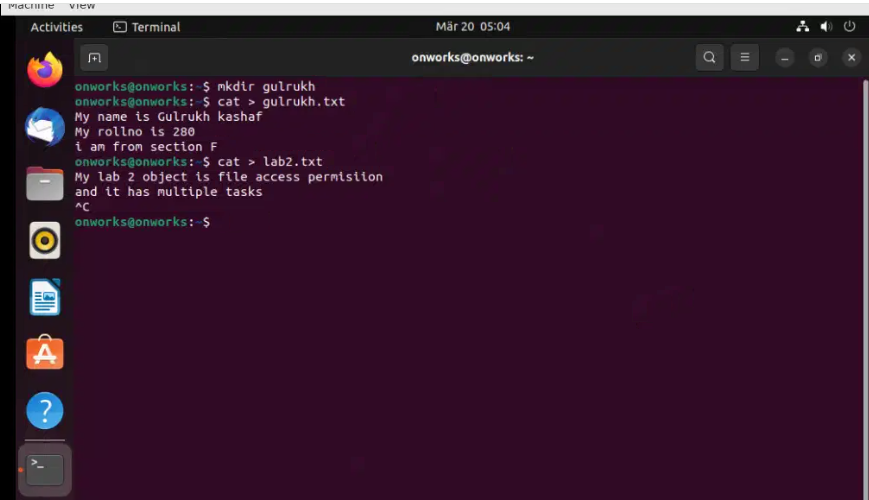 Machine View
Activities Terminal Mär 20 05:04
onworks@onworks: ~
onworks@onworks:~$ mkdir gulrukh
onworks@onworks:~$ cat > gulrukh.txt
My name is Gulrukh kashaf
My rollno is 280
i am from section F
onworks@onworks:~$ cat > lab2.txt
My lab 2 object is file access permisiion
and it has multiple tasks
^C
onworks@onworks:~$